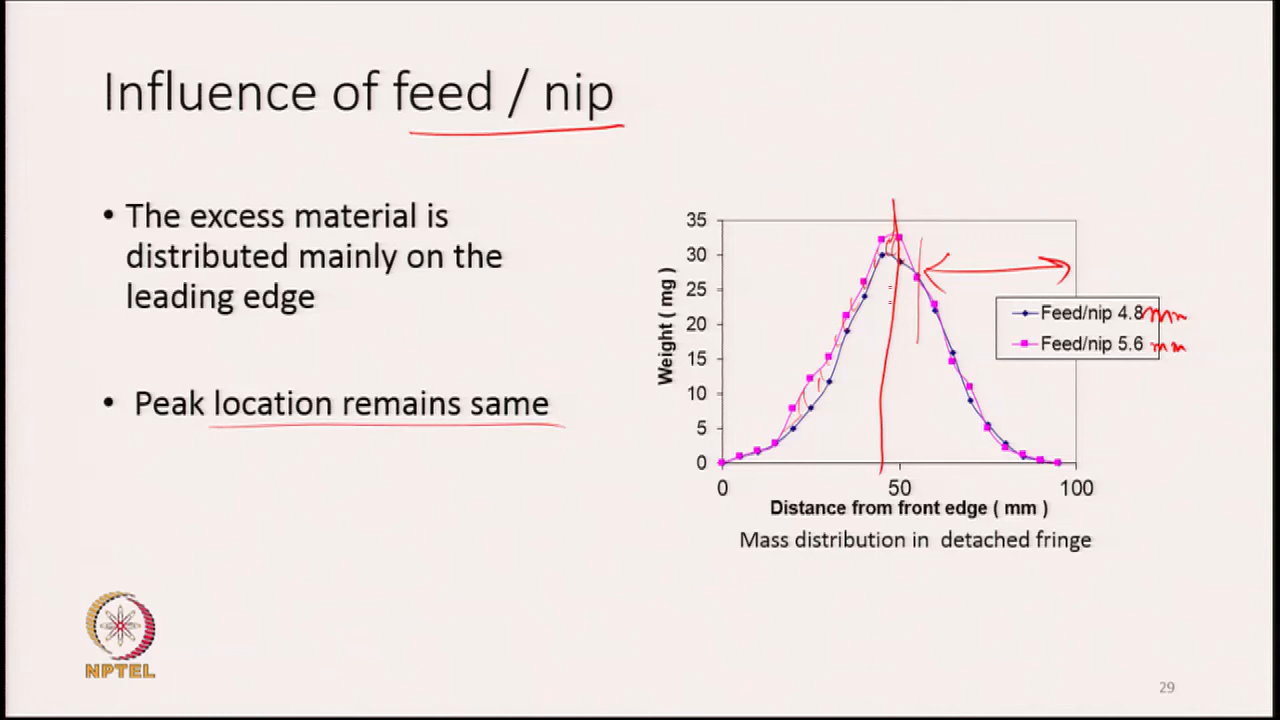 Influence of feed / nip
• The excess material is
distributed mainly on the
leading edge
• Peak location remains same
35
30
25
20
15
10
5
0
Weight ( mg )
0
50
100
Distance from front edge ( mm )
Feed/nip 4.8 mm
Feed/nip 5.6 mm
Mass distribution in detached fringe
NPTEL
29